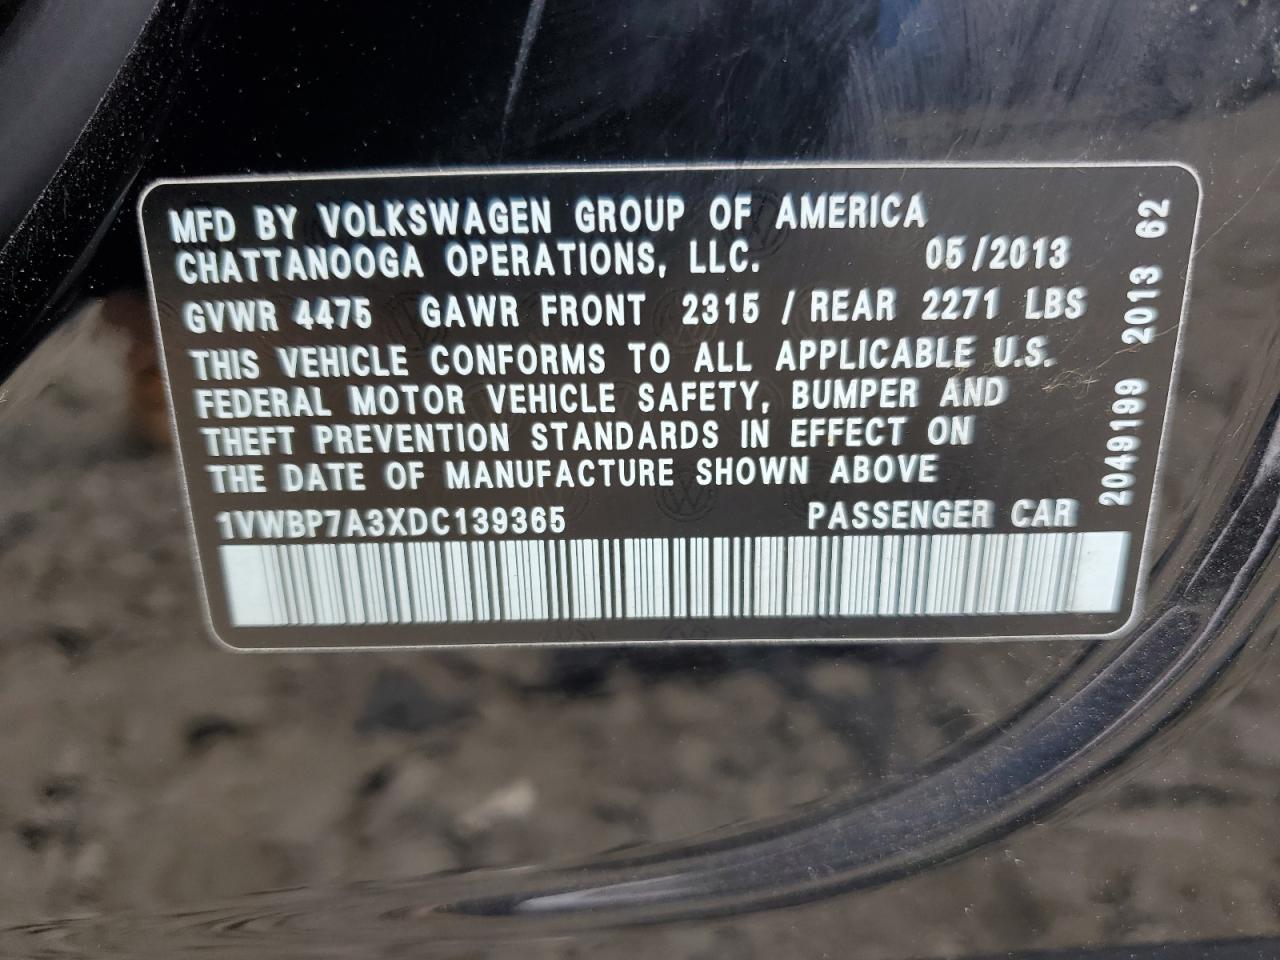 MFD BY VOLKSWAGEN GROUP OF AMERICA
CHATTANOOGA OPERATIONS, LLC. 05/2013
GVWR 4475 GAWR FRONT 2315 / REAR 2271 LBS
THIS VEHICLE CONFORMS TO ALL APPLICABLE U.S.
FEDERAL MOTOR VEHICLE SAFETY, BUMPER AND
THEFT PREVENTION STANDARDS IN EFFECT ON
THE DATE OF MANUFACTURE SHOWN ABOVE
1VWBP7A3XDC139365 PASSENGER CAR
2049199 2013 62